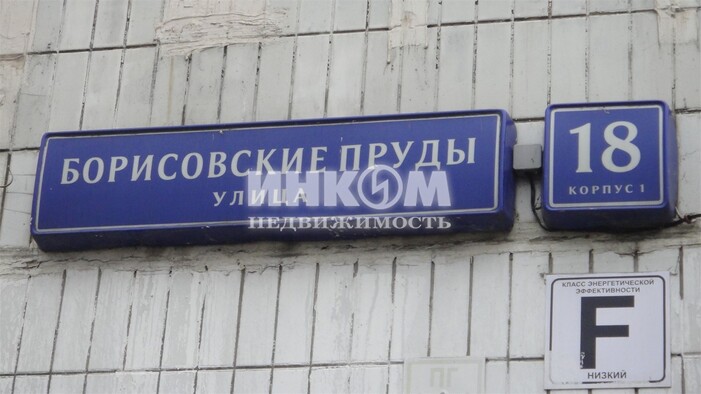 БОРИСОВСКИЕ ПРУДЫ
УЛИЦА
18
КОРПУС 1
ИНКОМ
НЕДВИЖИМОСТЬ
КЛАСС ЭНЕРГЕТИЧЕСКОЙ
ЭФФЕКТИВНОСТИ
F
НИЗКИЙ